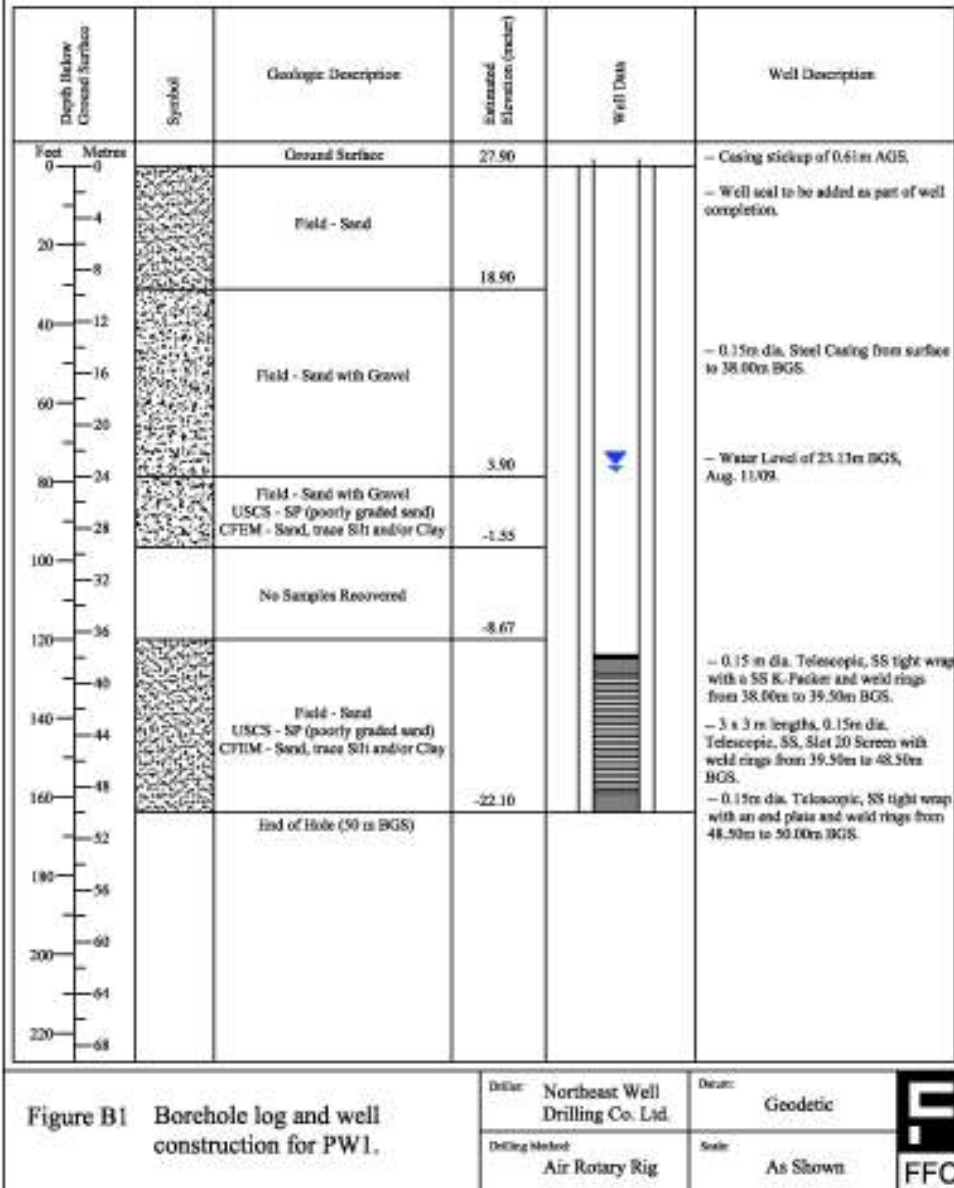 Depth Below
Ground Surface
Symbol
Geologic Description
Estimated
Elevation (meter)
Well Data
Well Description
Feet Metres
Ground Surface
27.90
0 0
4
20
8
40
12
16
60
20
24
80
28
100
32
36
120
40
140
44
48
160
52
180
56
60
200
64
220
68
Field - Sand
18.90
Field - Sand with Gravel
3.90
Field - Sand with Gravel
USCS - SP (poorly graded sand)
CFEM - Sand, trace Silt and/or Clay
-1.55
No Samples Recovered
-8.67
Field - Sand
USCS - SP (poorly graded sand)
CFEM - Sand, trace Silt and/or Clay
-22.10
End of Hole (50 m BGS)
-- Casing stickup of 0.61m AGS.
-- Well seal to be added as part of well
completion.
-- 0.15m dia. Steel Casing from surface
to 38.00m BGS.
-- Water Level of 23.13m BGS,
Aug. 11/09.
-- 0.15 m dia. Telescopic, SS tight wrap
with a SS K-Packer and weld rings
from 38.00m to 39.50m BGS.
-- 3 x 3 m lengths, 0.15m dia.
Telescopic, SS, Slot 20 Screen with
weld rings from 39.50m to 48.50m
BGS.
-- 0.15m dia. Telescopic, SS tight wrap
with an end plate and weld rings from
48.50m to 50.00m BGS.
Figure B1 Borehole log and well
construction for PW1.
Driller: Northeast Well
Drilling Co. Ltd.
Drilling Method:
Air Rotary Rig
Datum:
Geodetic
Scale:
As Shown
FFC